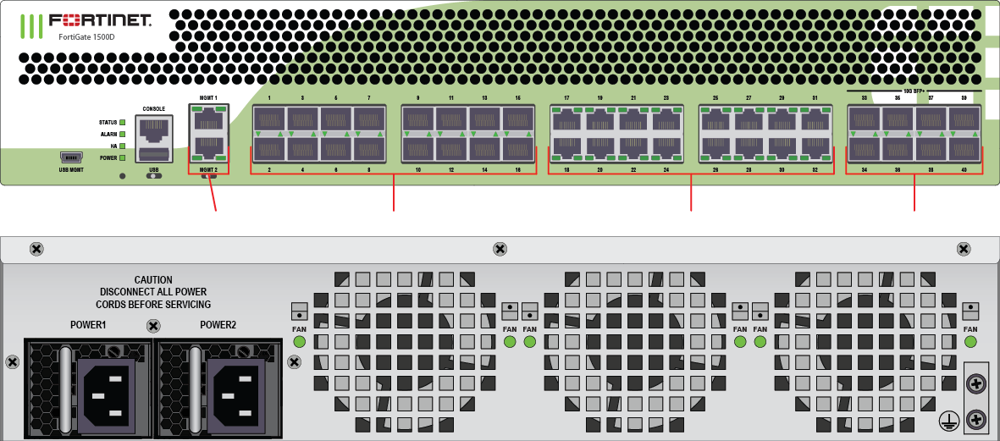 FORTINET
FortiGate 1500D
10G SFP+
MGMT 1 1 3 5 7 9 11 13 15 17 19 21 23 25 27 29 31 33 35 37 39
CONSOLE
STATUS
ALARM
HA
POWER
USB MGMT USB MGMT 2 2 4 6 8 10 12 14 16 18 20 22 24 26 28 30 32 34 36 38 40
CAUTION
DISCONNECT ALL POWER
CORDS BEFORE SERVICING
POWER1 POWER2
FAN FAN FAN FAN FAN FAN